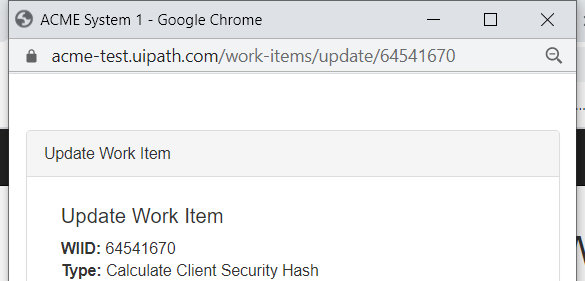 ACME System 1 - Google Chrome
acme-test.uipath.com/work-items/update/64541670
Update Work Item
Update Work Item
WIID: 64541670
Type: Calculate Client Security Hash